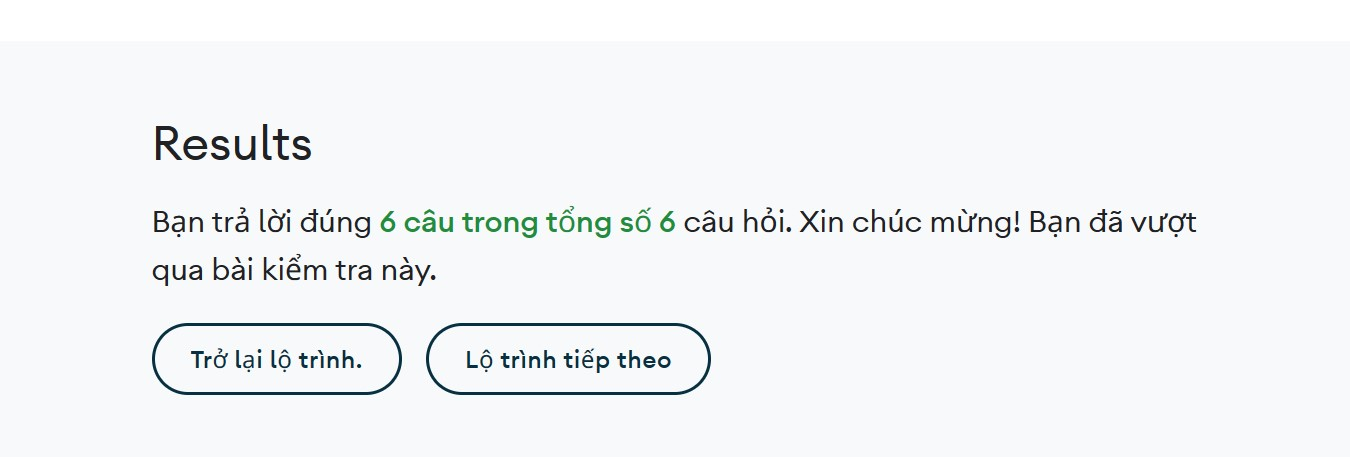 Results
Bạn trả lời đúng 6 câu trong tổng số 6 câu hỏi. Xin chúc mừng! Bạn đã vượt
qua bài kiểm tra này.
Trở lại lộ trình.
Lộ trình tiếp theo